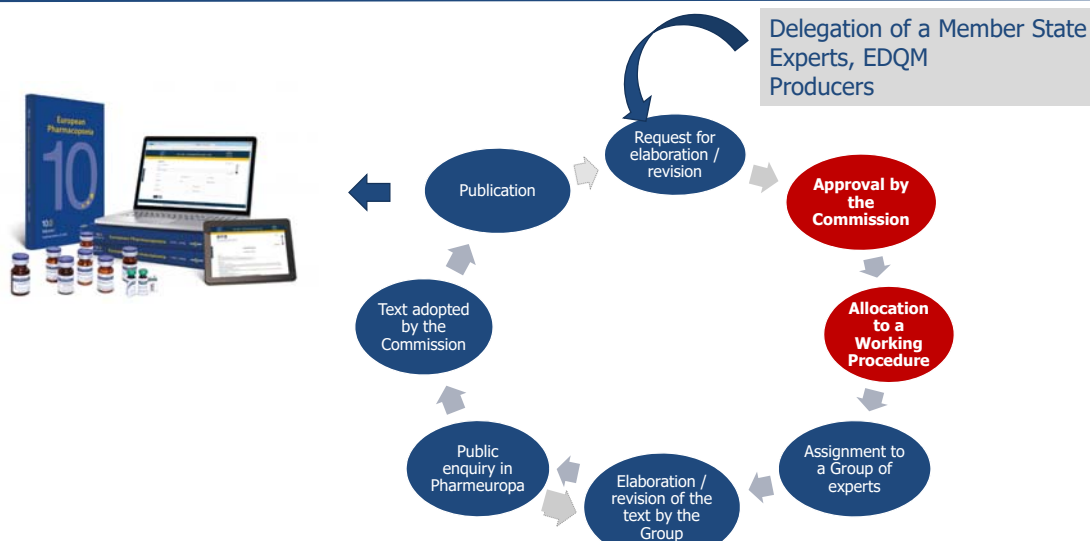 Delegation of a Member State
Experts, EDQM
Producers
Request for
elaboration /
revision
Approval by
the
Commission
Allocation
to a
Working
Procedure
Assignment to
a Group of
experts
Elaboration /
revision of the
text by the
Group
Public
enquiry in
Pharmeuropa
Text adopted
by the
Commission
Publication
European
Pharmacopoeia
10
10.0